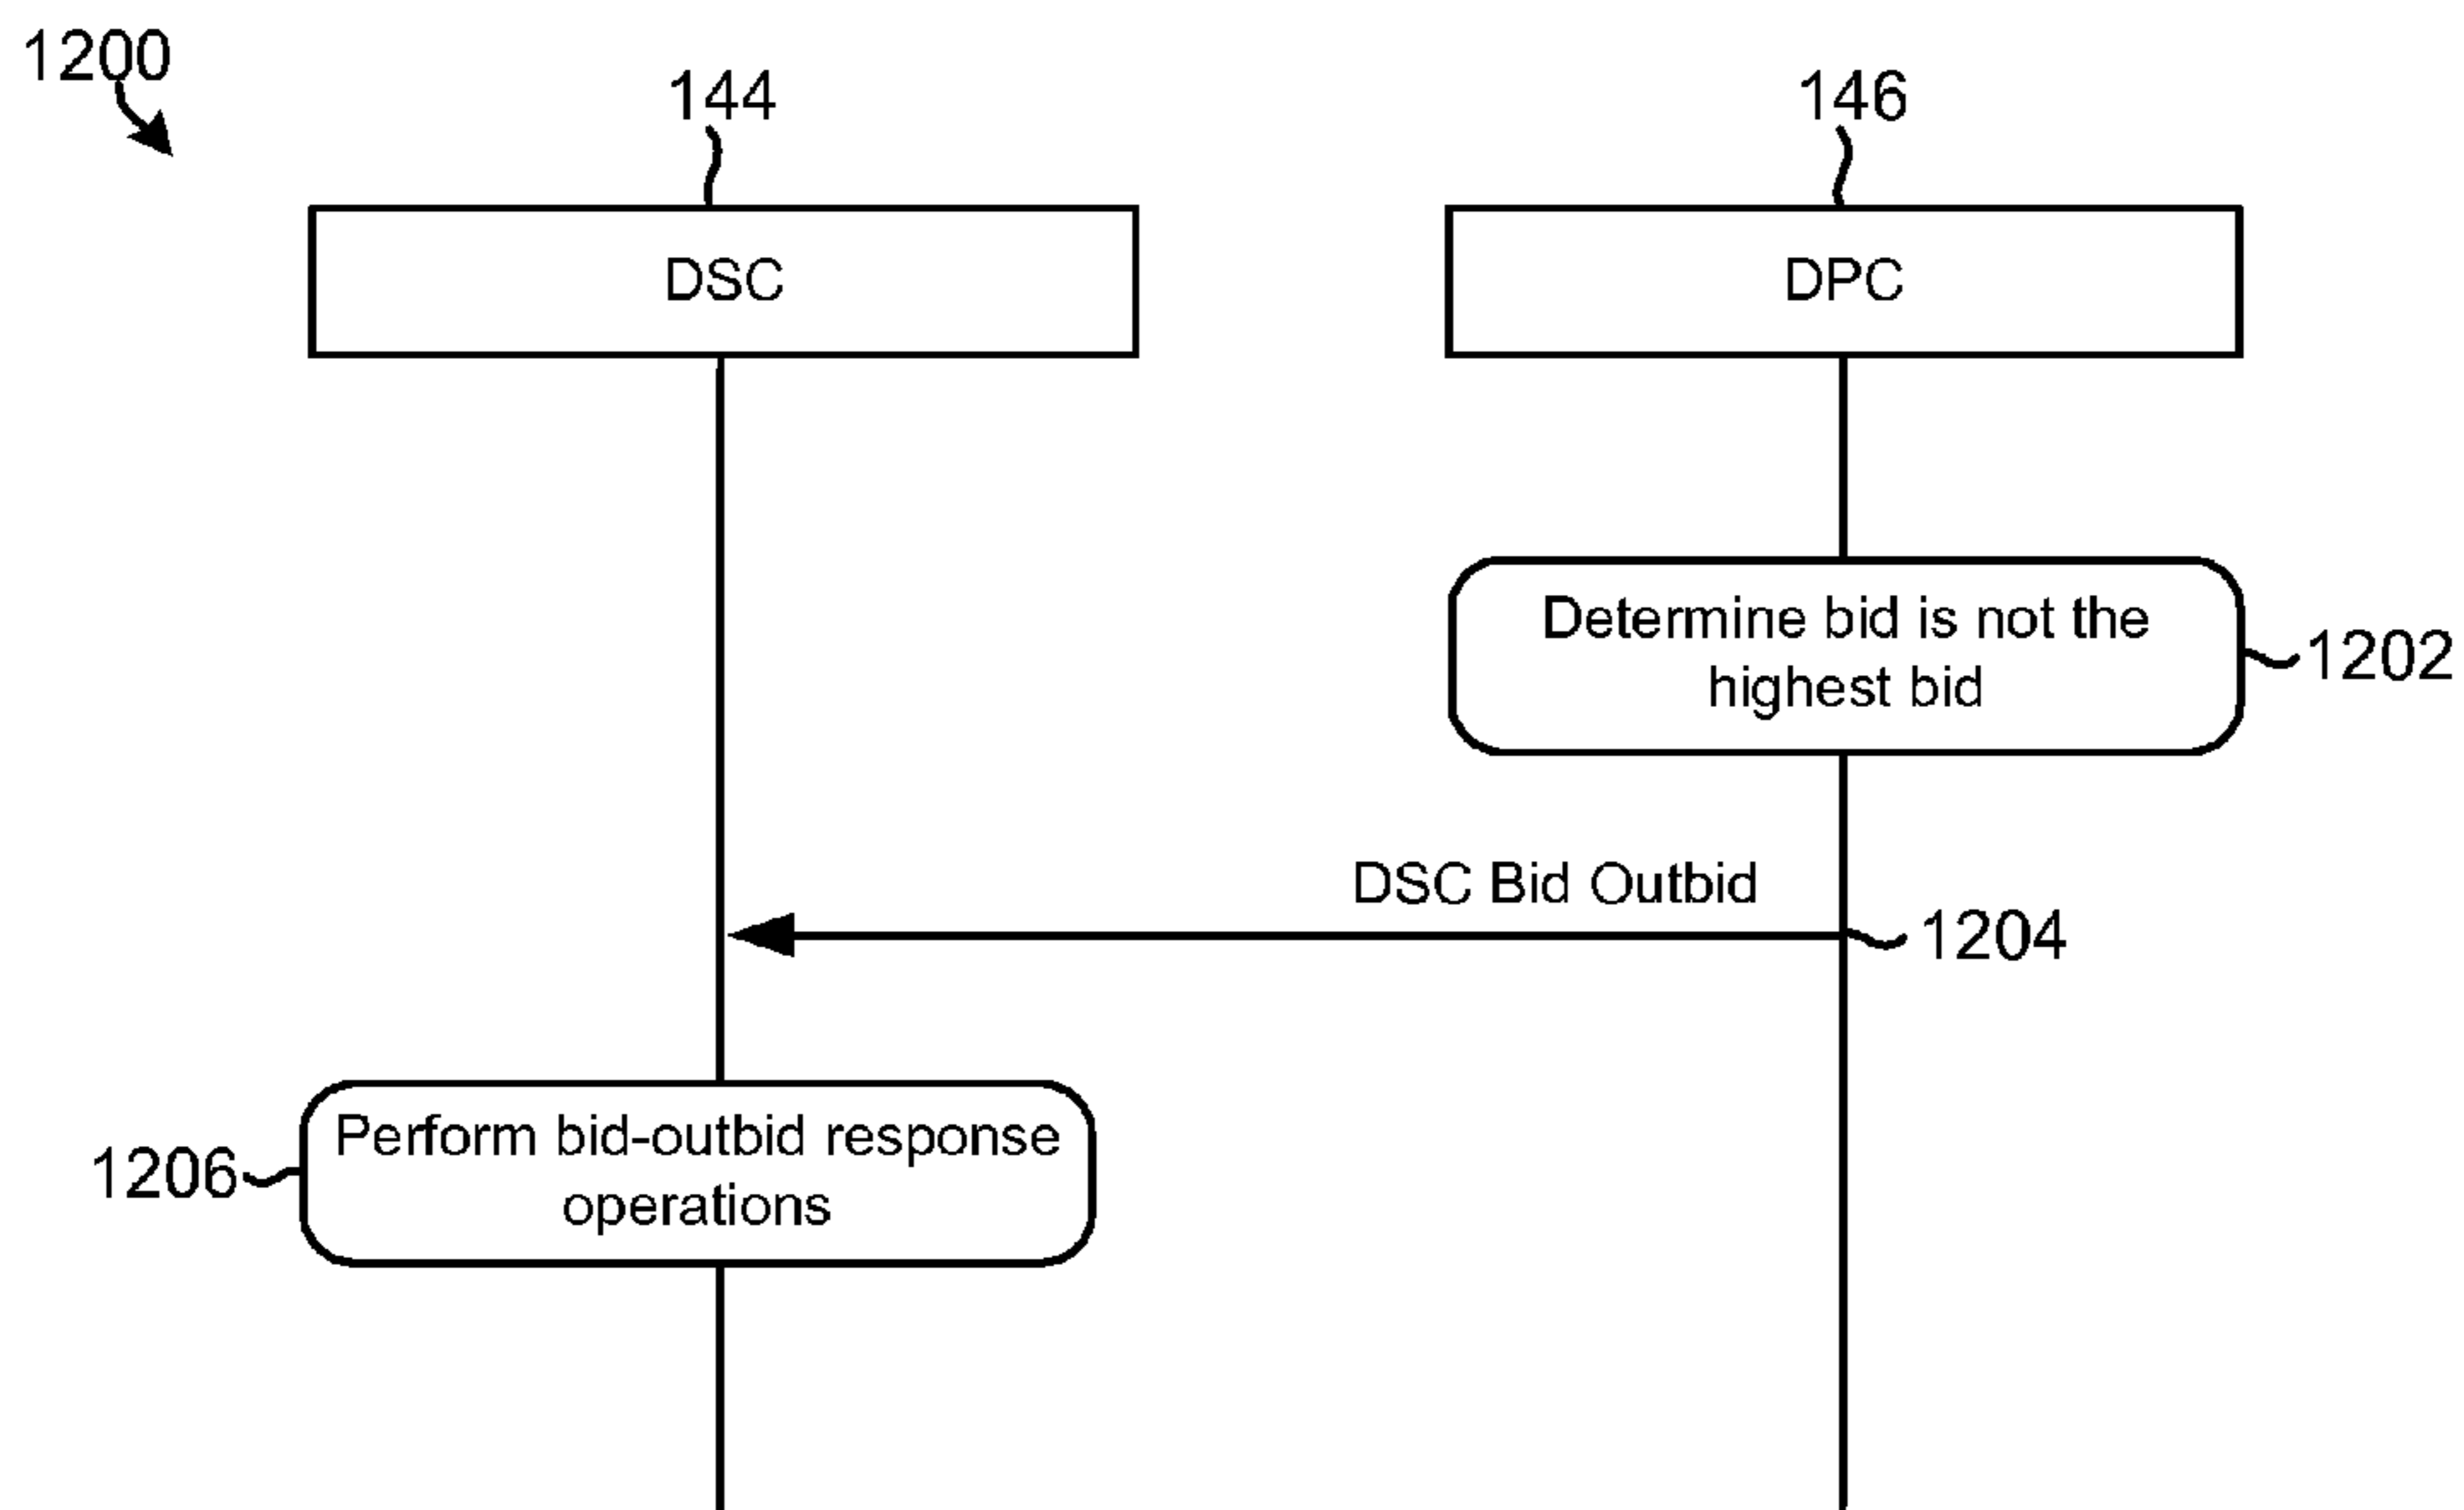 1200
144
146
DSC
DPC
Determine bid is not the
highest bid
1202
DSC Bid Outbid
1204
Perform bid-outbid response
operations
1206